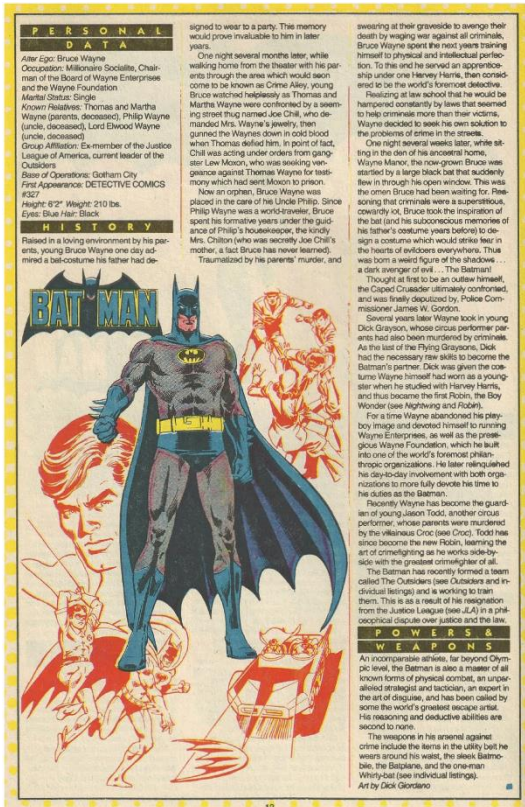 PERSONAL
DATA
Alter Ego: Bruce Wayne
Occupation: Millionaire Socialite, Chair-
man of the Board of Wayne Enterprises
and the Wayne Foundation
Marital Status: Single
Known Relatives: Thomas and Martha
Wayne (parents, deceased), Philip Wayne
(uncle, deceased), Lord Elwood Wayne
(uncle, deceased)
Group Affiliation: Ex-member of the Justice
League of America, current leader of the
Outsiders
Base of Operations: Gotham City
First Appearance: DETECTIVE COMICS
#327
Height: 6'2" Weight: 210 lbs.
Eyes: Blue Hair: Black
HISTORY
Raised in a loving environment by his par-
ents, young Bruce Wayne one day ad-
mired a bat-costume his father had de-
signed to wear to a party. This memory
would prove invaluable to him in later
years.
One night several months later, while
walking home from the theater with his par-
ents through the area which would soon
come to be known as Crime Alley, young
Bruce watched helplessly as Thomas and
Martha Wayne were confronted by a seem-
ing street thug named Joe Chill, who de-
manded Mrs. Wayne's jewelry, then
gunned the Waynes down in cold blood
when Thomas defied him. In point of fact,
Chill was acting under orders from gang-
ster Lew Moxon, who was seeking ven-
geance against Thomas Wayne for testi-
mony which had sent Moxon to prison.
Now an orphan, Bruce Wayne was
placed in the care of his Uncle Philip. Since
Philip Wayne was a world-traveler, Bruce
spent his formative years under the guid-
ance of Philip's housekeeper, the kindly
Mrs. Chilton (who was secretly Joe Chill's
mother, a fact Bruce has never learned).
Traumatized by his parents' murder, and
swearing at their graveside to avenge their
death by waging war against all criminals,
Bruce Wayne spent the next years training
himself to physical and intellectual perfec-
tion. To this end he served an apprentice-
ship under one Harvey Harris, then consid-
ered to be the world's foremost detective.
Realizing at law school that he would be
hampered constantly by laws that seemed
to help criminals more than their victims,
Wayne decided to seek his own solution to
the problems of crime in the streets.
One night several weeks later, while sit-
ting in the den of his ancestral home,
Wayne Manor, the now-grown Bruce was
startled by a large black bat that suddenly
flew in through his open window. This was
the omen Bruce had been waiting for. Rea-
soning that criminals were a superstitious,
cowardly lot, Bruce took the inspiration of
the bat (and his subconscious memories of
his father's costume years before) to de-
sign a costume which would strike fear in
the hearts of evildoers everywhere. Thus
was born a weird figure of the shadows...
a dark avenger of evil... The Batman!
Thought at first to be an outlaw himself,
the Caped Crusader ultimately confronted,
and was finally deputized by, Police Com-
missioner James W. Gordon.
Several years later Wayne took in young
Dick Grayson, whose circus performer par-
ents had also been murdered by criminals.
As the last of the Flying Graysons, Dick
had the necessary raw skills to become the
Batman's partner. Dick was given the cos-
tume Wayne himself had worn as a young-
ster when he studied with Harvey Harris,
and thus became the first Robin, the Boy
Wonder (see Nightwing and Robin).
For a time Wayne abandoned his play-
boy image and devoted himself to running
Wayne Enterprises, as well as the prest-
igious Wayne Foundation, which he built
into one of the world's foremost philan-
thropic organizations. He later relinquished
his day-to-day involvement with both orga-
nizations to more fully devote his time to
his duties as the Batman.
Recently Wayne has become the guard-
ian of young Jason Todd, another circus
performer, whose parents were murdered
by the villainous Croc (see Croc). Todd has
since become the new Robin, learning the
art of crimefighting as he works side-by-
side with the greatest crimefighter of all.
The Batman has recently formed a team
called The Outsiders (see Outsiders and in-
dividual listings) and is working to train
them. This is as a result of his resignation
from the Justice League (see JLA) in a phil-
osophical dispute over justice and the law.
POWERS &
WEAPONS
An incomparable athlete, far beyond Olym-
pic level, the Batman is also a master of all
known forms of physical combat, an unpar-
alleled strategist and tactician, an expert in
the art of disguise, and has been called by
some the world's greatest escape artist.
His reasoning and deductive abilities are
second to none.
The weapons in his arsenal against
crime include the items in the utility belt he
wears around his waist, the sleek Batmo-
bile, the Batplane, and the one-man
Whirly-bat (see individual listings).
Art by Dick Giordano
BATMAN